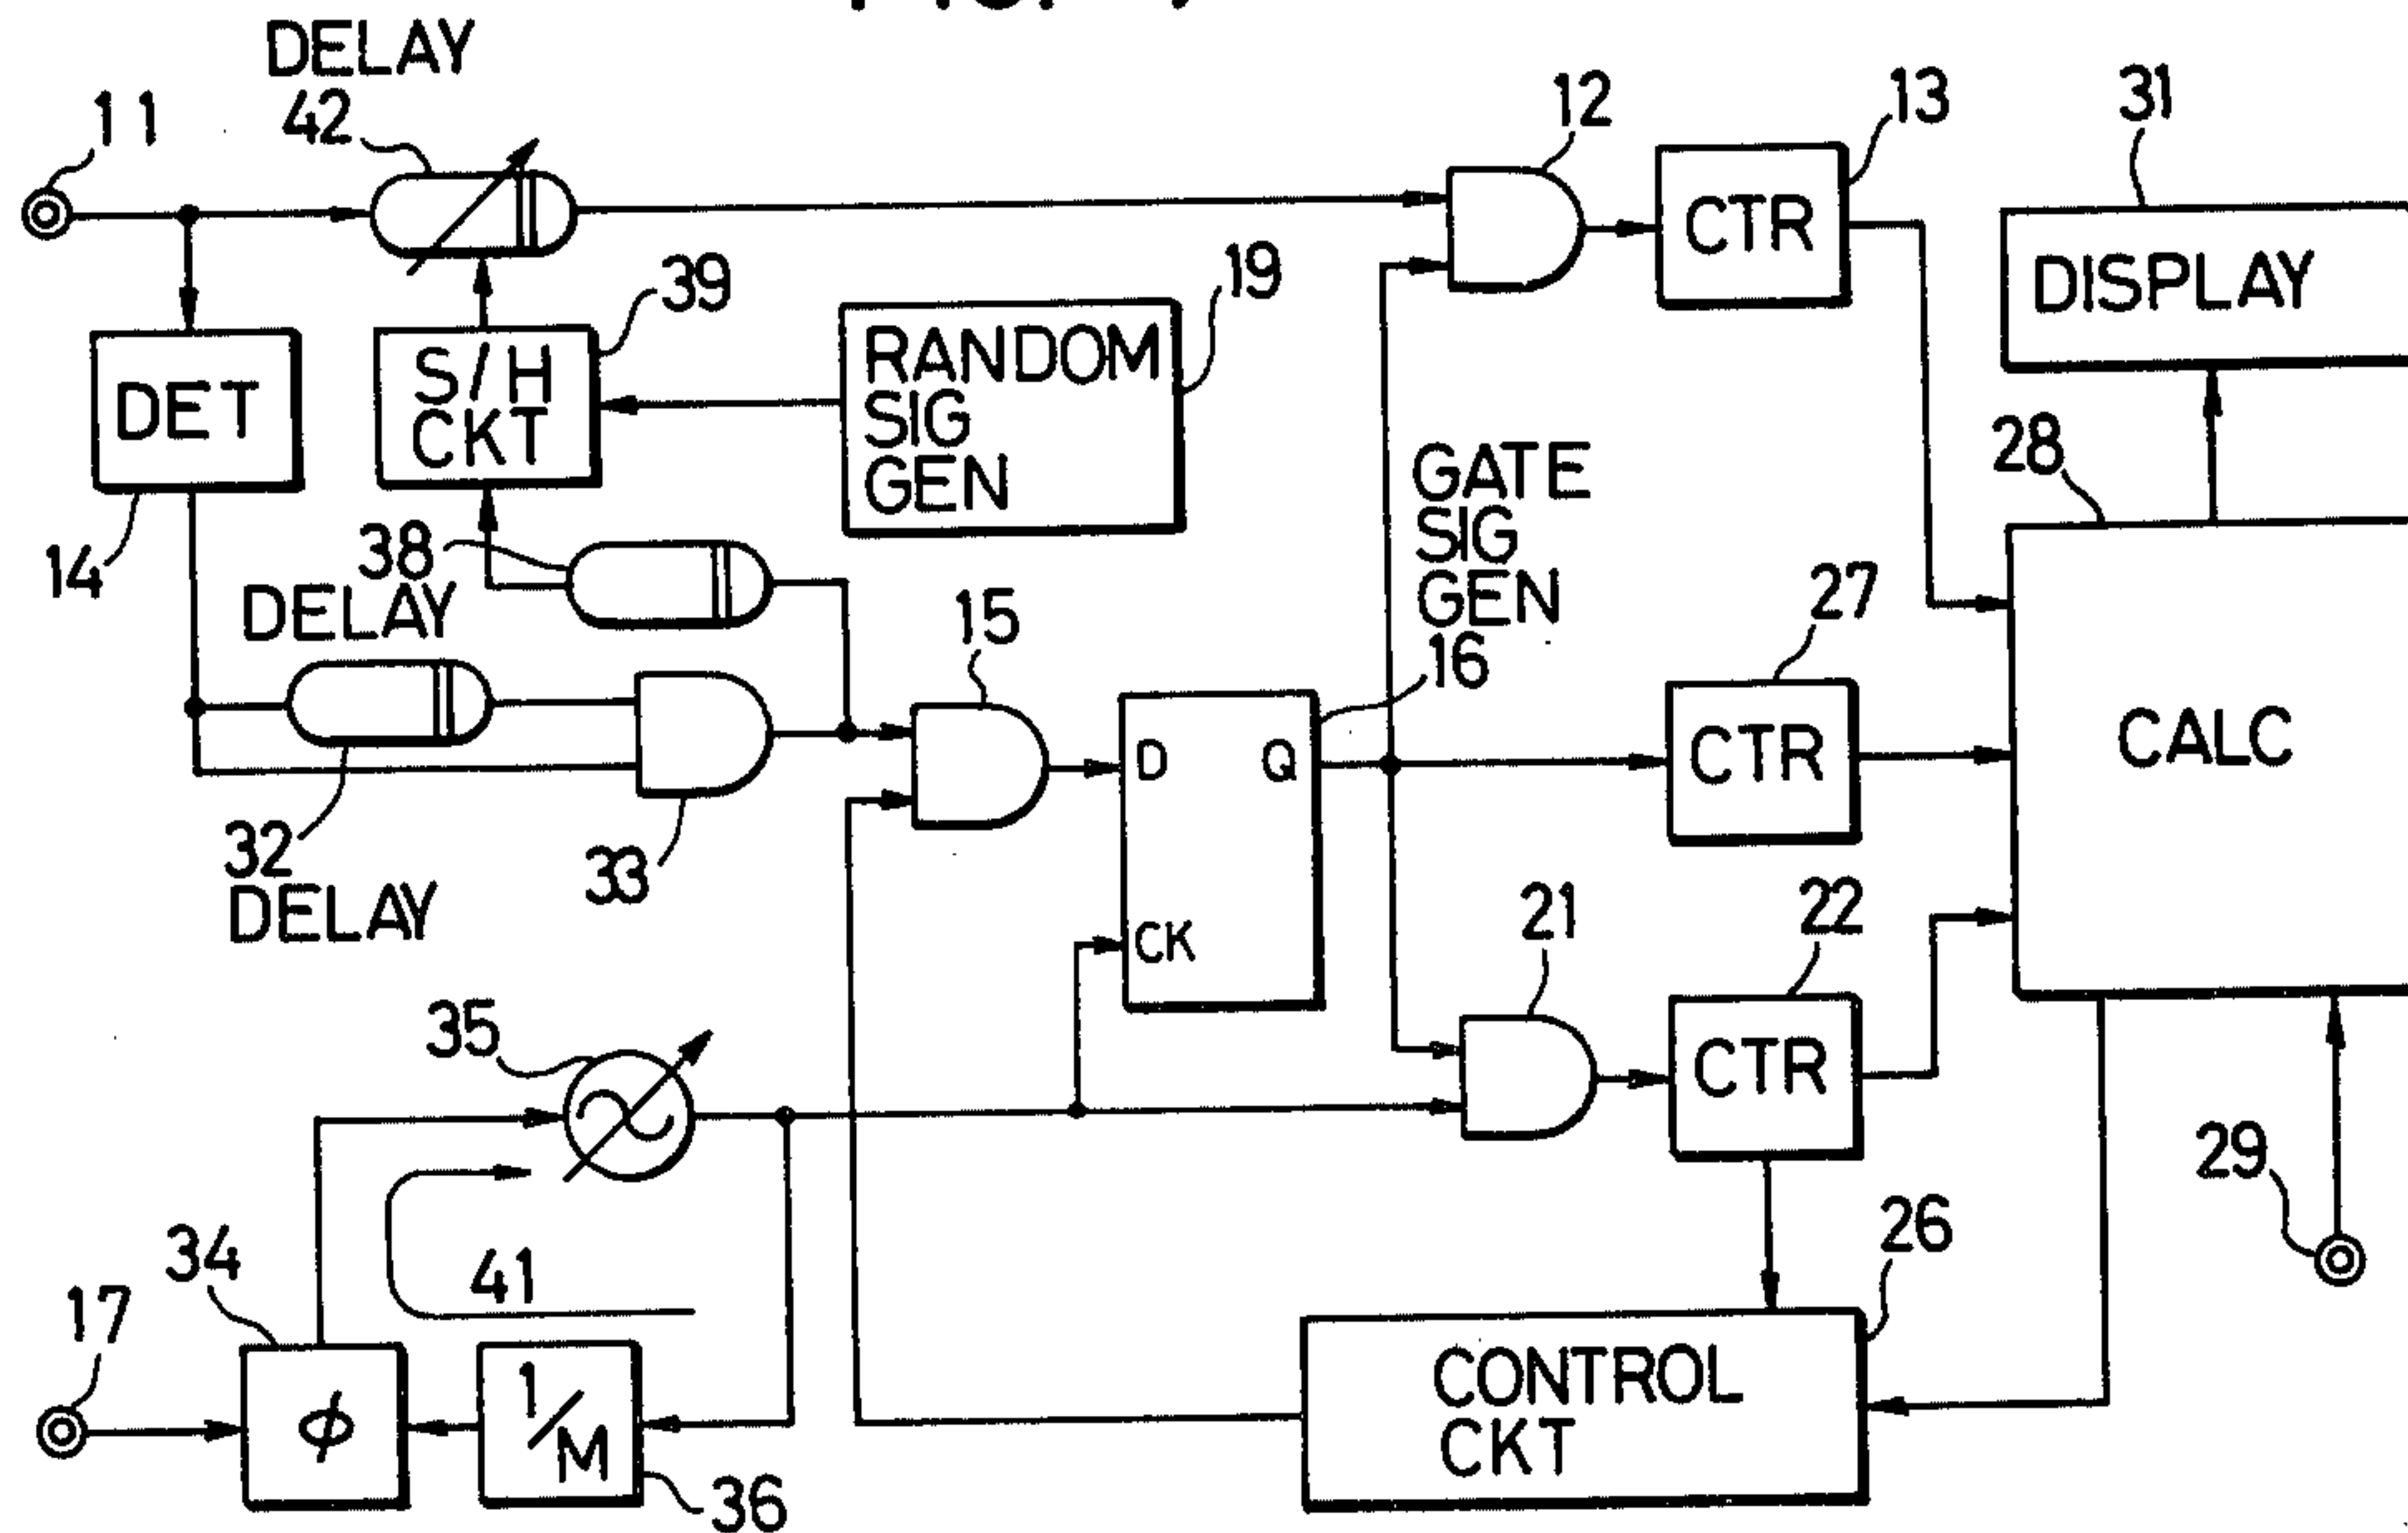 DELAY
42
11
12
13
31
CTR
DISPLAY
39
19
S/H
CKT
RANDOM
SIG
GEN
DET
14
38
DELAY
GATE
SIG
GEN
16
28
27
15
CALC
D
Q
CTR
CK
32
DELAY
33
21
22
CTR
35
29
34
41
26
17
ϕ
1/M
36
CONTROL
CKT